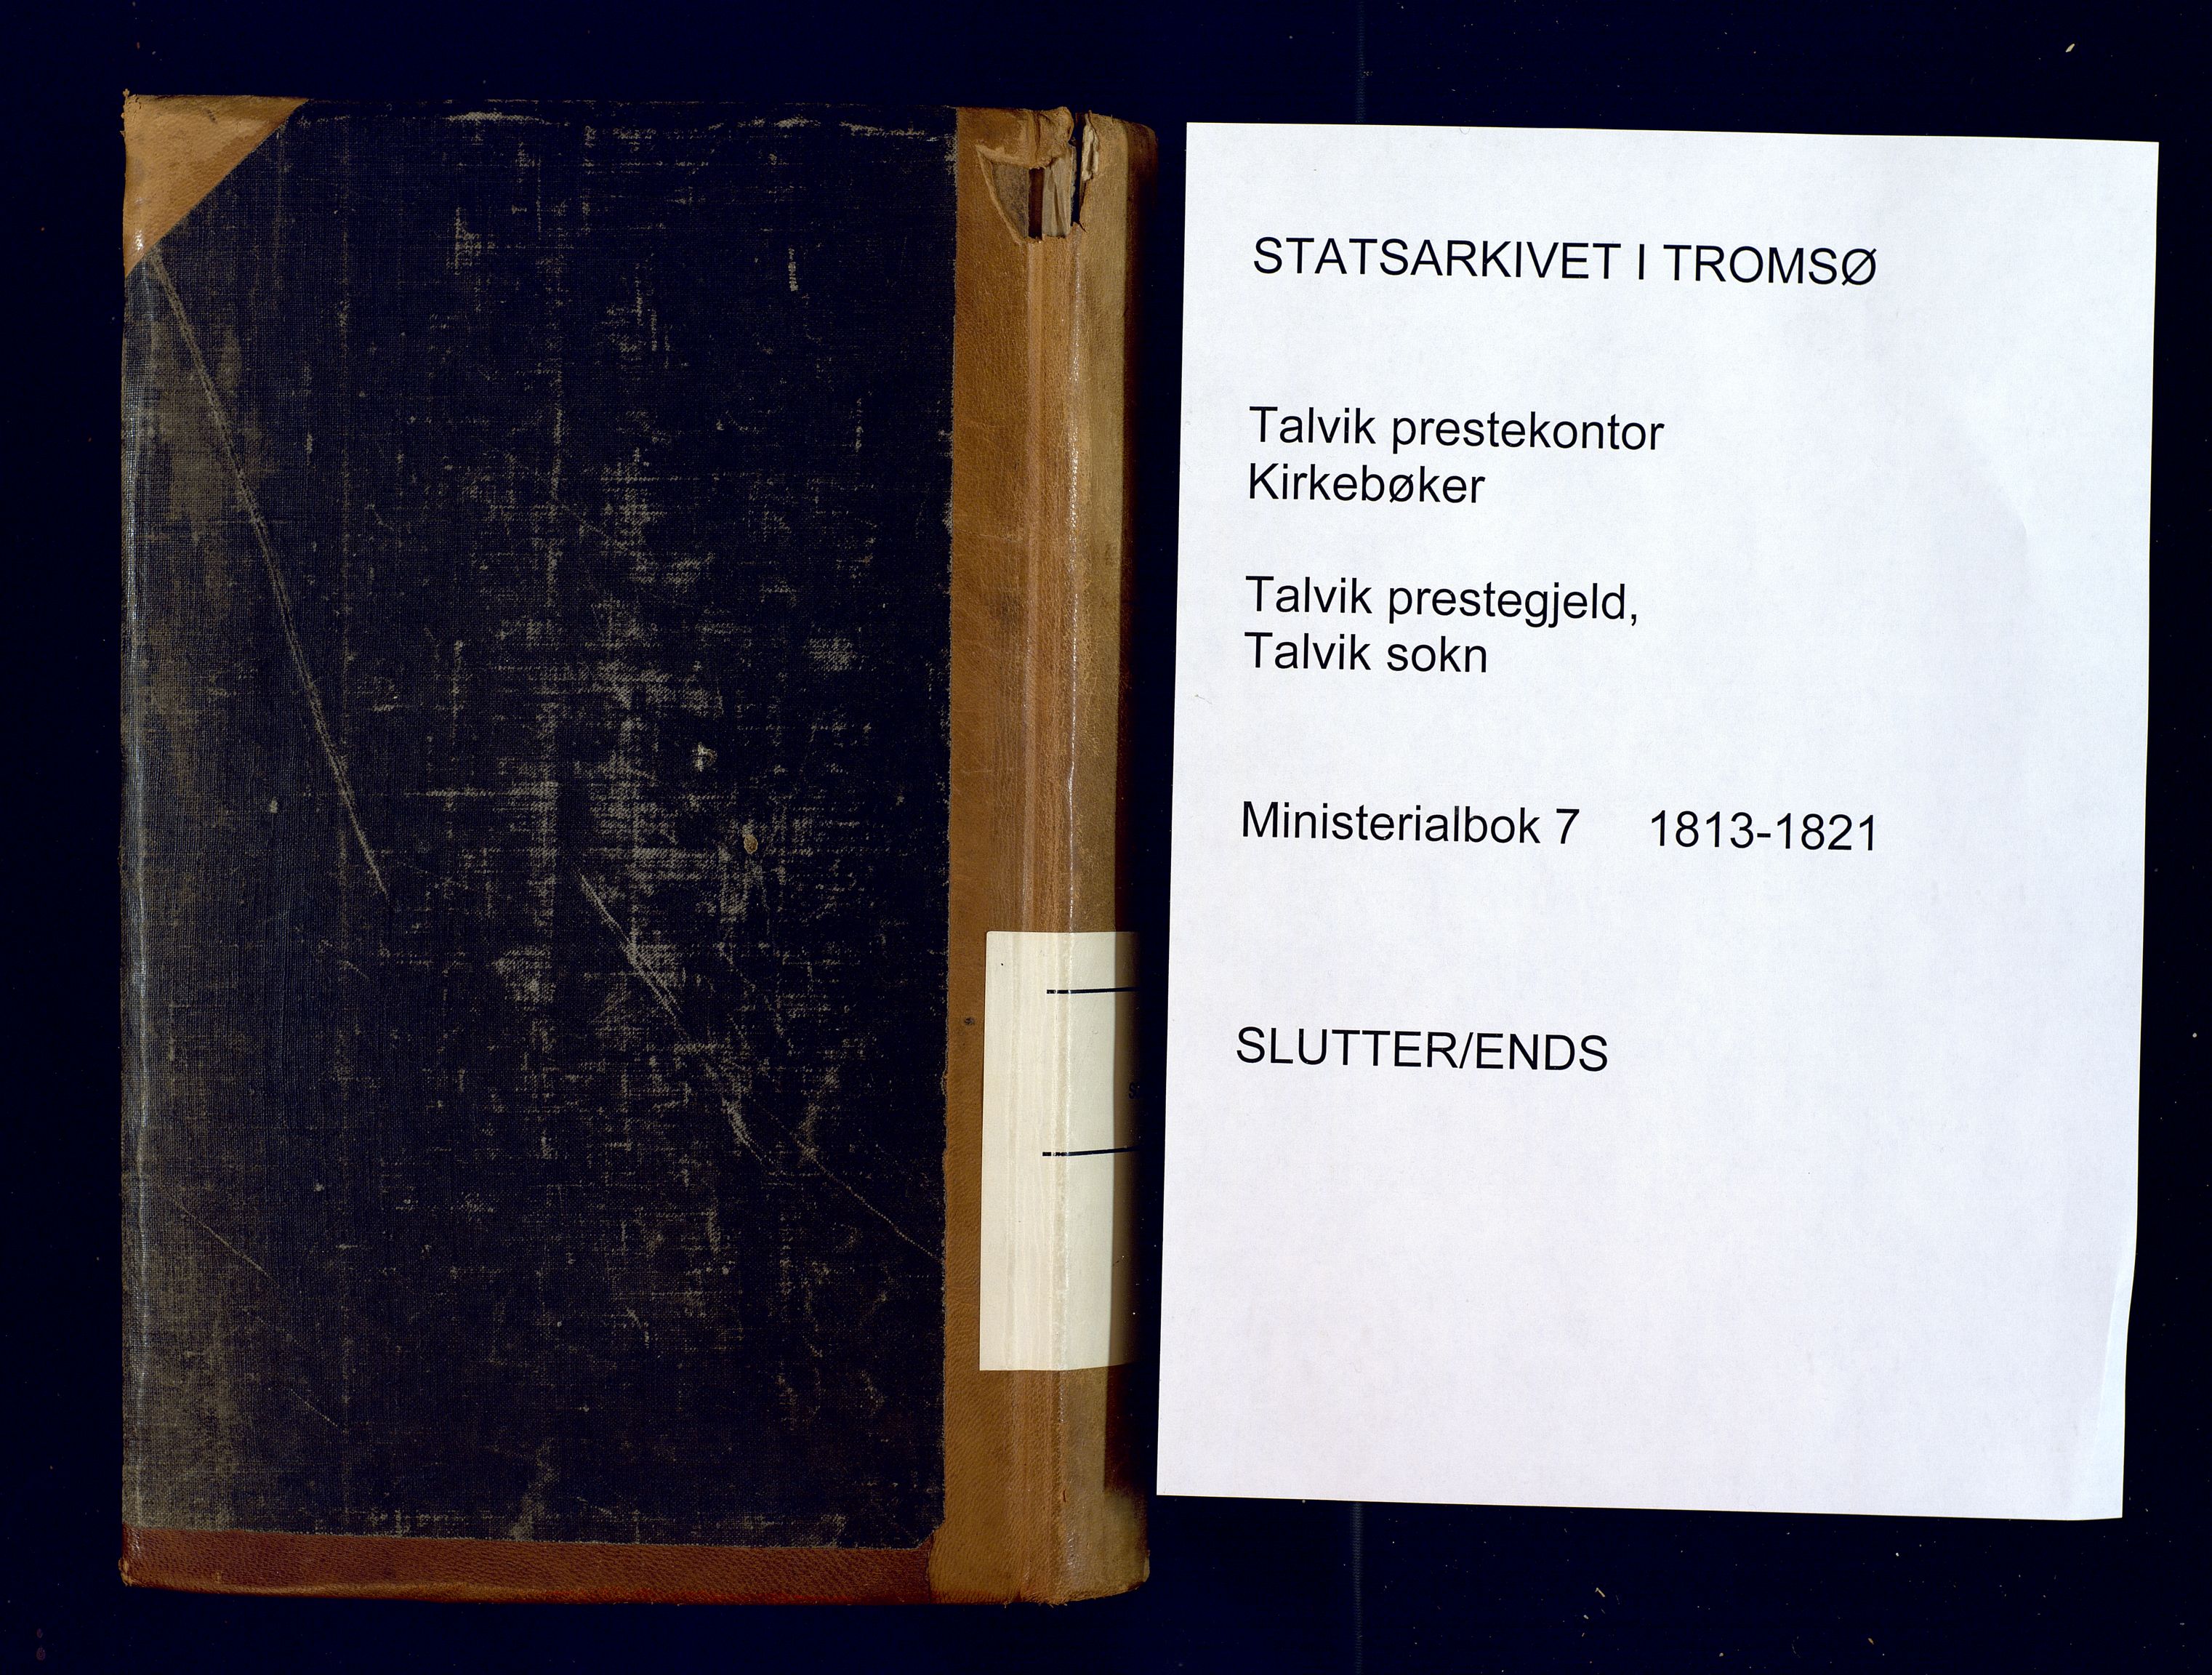 STATSARKIVET I TROMSØ
Talvik prestekontor
Kirkebøker
Talvik prestegjeld,
Talvik sokn
Ministerialbok 7 1813-1821
SLUTTER/ENDS